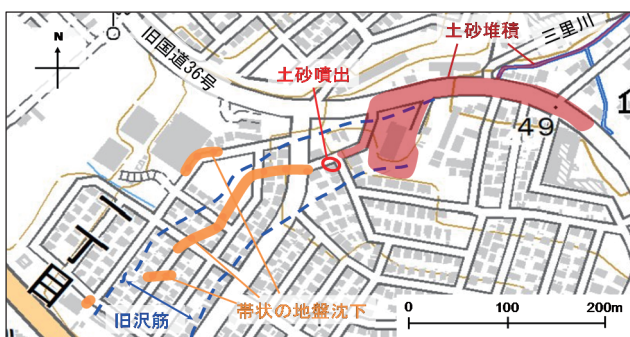 N
旧国道36号
土砂堆積
三里川
土砂噴出
49
一丁目
旧沢筋
帯状の地盤沈下
0 100 200m